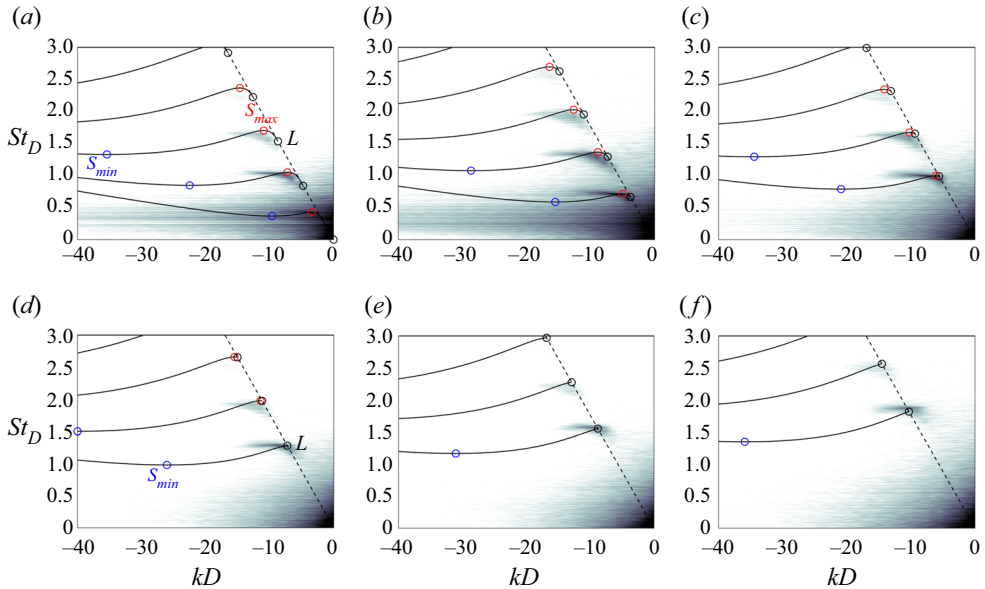 (a) (b) (c)
3.0 3.0 3.0
2.5 2.5 2.5
2.0 2.0 2.0
S_max
St_D 1.5 L 1.5 1.5
S_min
1.0 1.0 1.0
0.5 0.5 0.5
0 0 0
−40 −30 −20 −10 0 −40 −30 −20 −10 0 −40 −30 −20 −10 0
(d) (e) (f)
3.0 3.0 3.0
2.5 2.5 2.5
2.0 2.0 2.0
St_D 1.5 1.5 1.5
L
1.0 1.0 1.0
S_min
0.5 0.5 0.5
0 0 0
−40 −30 −20 −10 0 −40 −30 −20 −10 0 −40 −30 −20 −10 0
kD kD kD